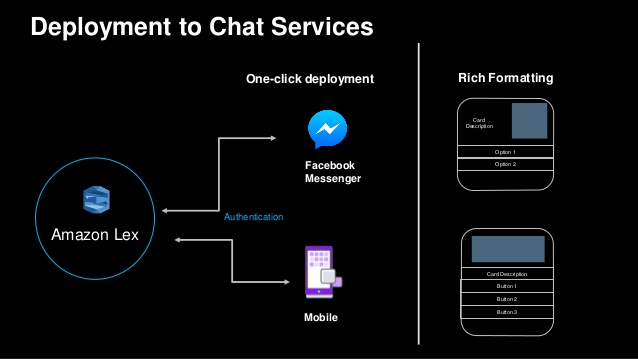 Deployment to Chat Services
One-click deployment
Facebook
Messenger
Amazon Lex
Authentication
Mobile
Rich Formatting
Card
Description
Option 1
Option 2
Card Description
Button 1
Button 2
Button 3